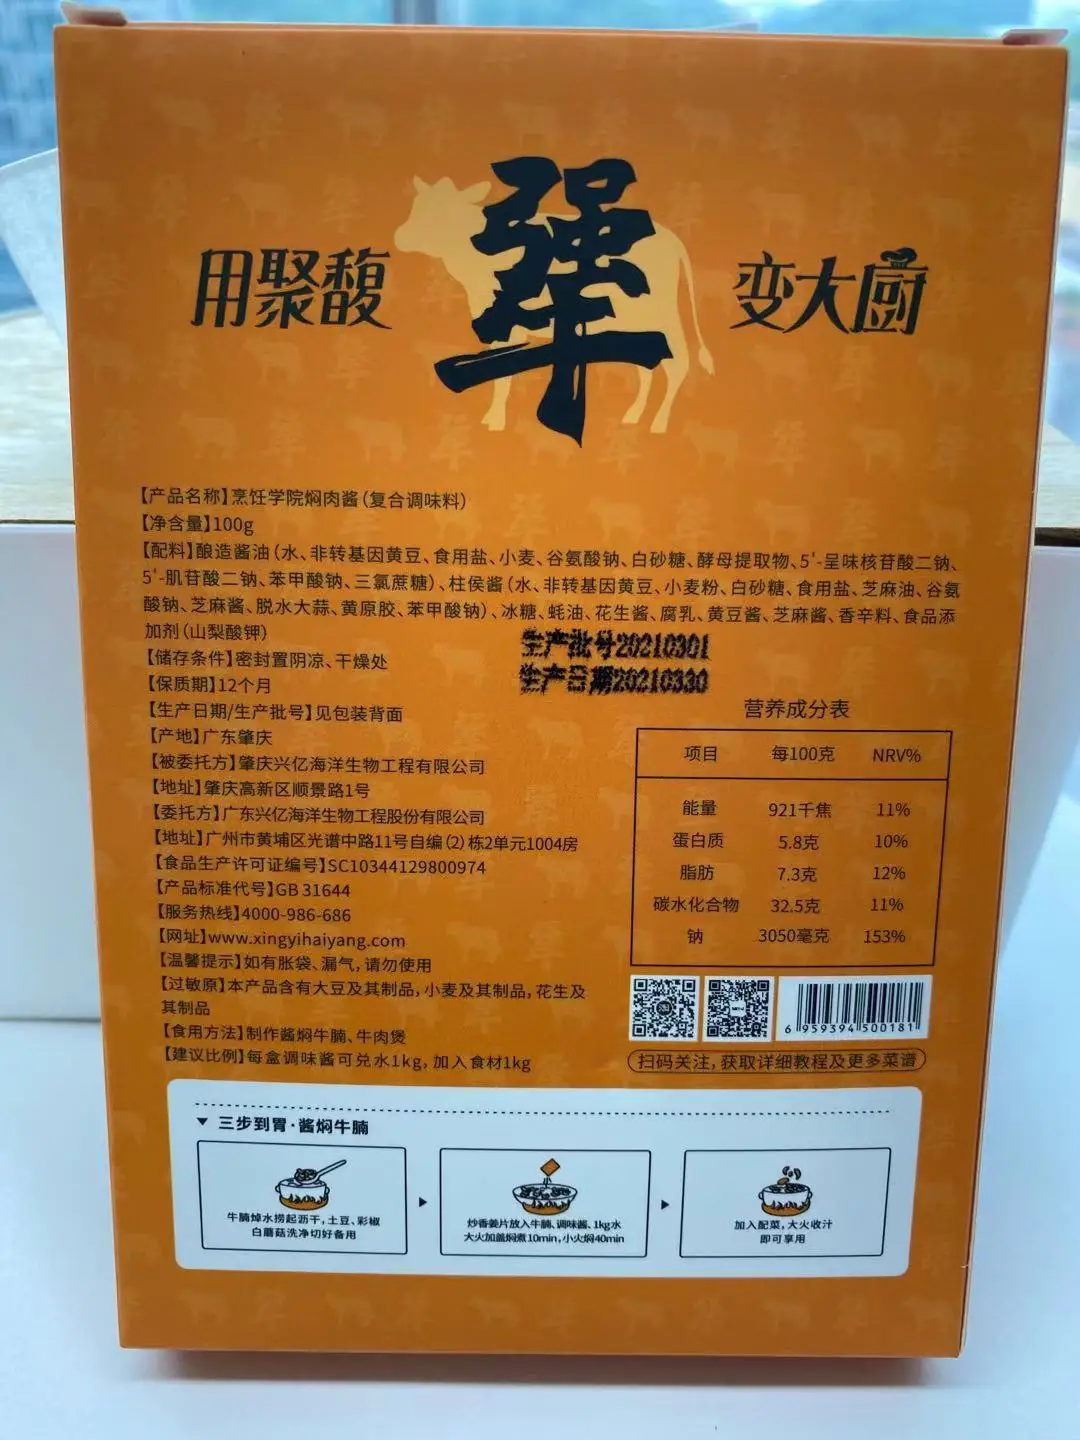 用聚馥
犟
变大厨
【产品名称】烹饪学院焖肉酱(复合调味料)
【净含量】100g
【配料】酿造酱油(水、非转基因黄豆、食用盐、小麦、谷氨酸钠、白砂糖、酵母提取物、5'-呈味核苷酸二钠、
5'-肌苷酸二钠、苯甲酸钠、三氯蔗糖)、柱侯酱(水、非转基因黄豆、小麦粉、白砂糖、食用盐、芝麻油、谷氨
酸钠、芝麻酱、脱水大蒜、黄原胶、苯甲酸钠)、冰糖、蚝油、花生酱、腐乳、黄豆酱、芝麻酱、香辛料、食品添
加剂(山梨酸钾)
生产批号20210301
生产日期20210330
【储存条件】密封置阴凉、干燥处
【保质期】12个月
【生产日期/生产批号】见包装背面
【产地】广东肇庆
【被委托方】肇庆兴亿海洋生物工程有限公司
【地址】肇庆高新区顺景路1号
【委托方】广东兴亿海洋生物工程股份有限公司
【地址】广州市黄埔区光谱中路11号自编(2)栋2单元1004房
【食品生产许可证编号】SC10344129800974
【产品标准代号】GB 31644
【服务热线】4000-986-686
【网址】www.xingyihaiyang.com
【温馨提示】如有胀袋、漏气,请勿使用
【过敏原】本产品含有大豆及其制品,小麦及其制品,花生及
其制品
【食用方法】制作酱焖牛腩、牛肉煲
【建议比例】每盒调味酱可兑水1kg,加入食材1kg
营养成分表
项目 每100克 NRV%
能量 921千焦 11%
蛋白质 5.8克 10%
脂肪 7.3克 12%
碳水化合物 32.5克 11%
钠 3050毫克 153%
6 959394 500181
扫码关注,获取详细教程及更多菜谱
▼ 三步到胃·酱焖牛腩
牛腩焯水捞起沥干,土豆、彩椒
白蘑菇洗净切好备用
炒香姜片放入牛腩、调味酱、1kg水
大火加盖焖煮10min,小火焖40min
加入配菜,大火收汁
即可享用